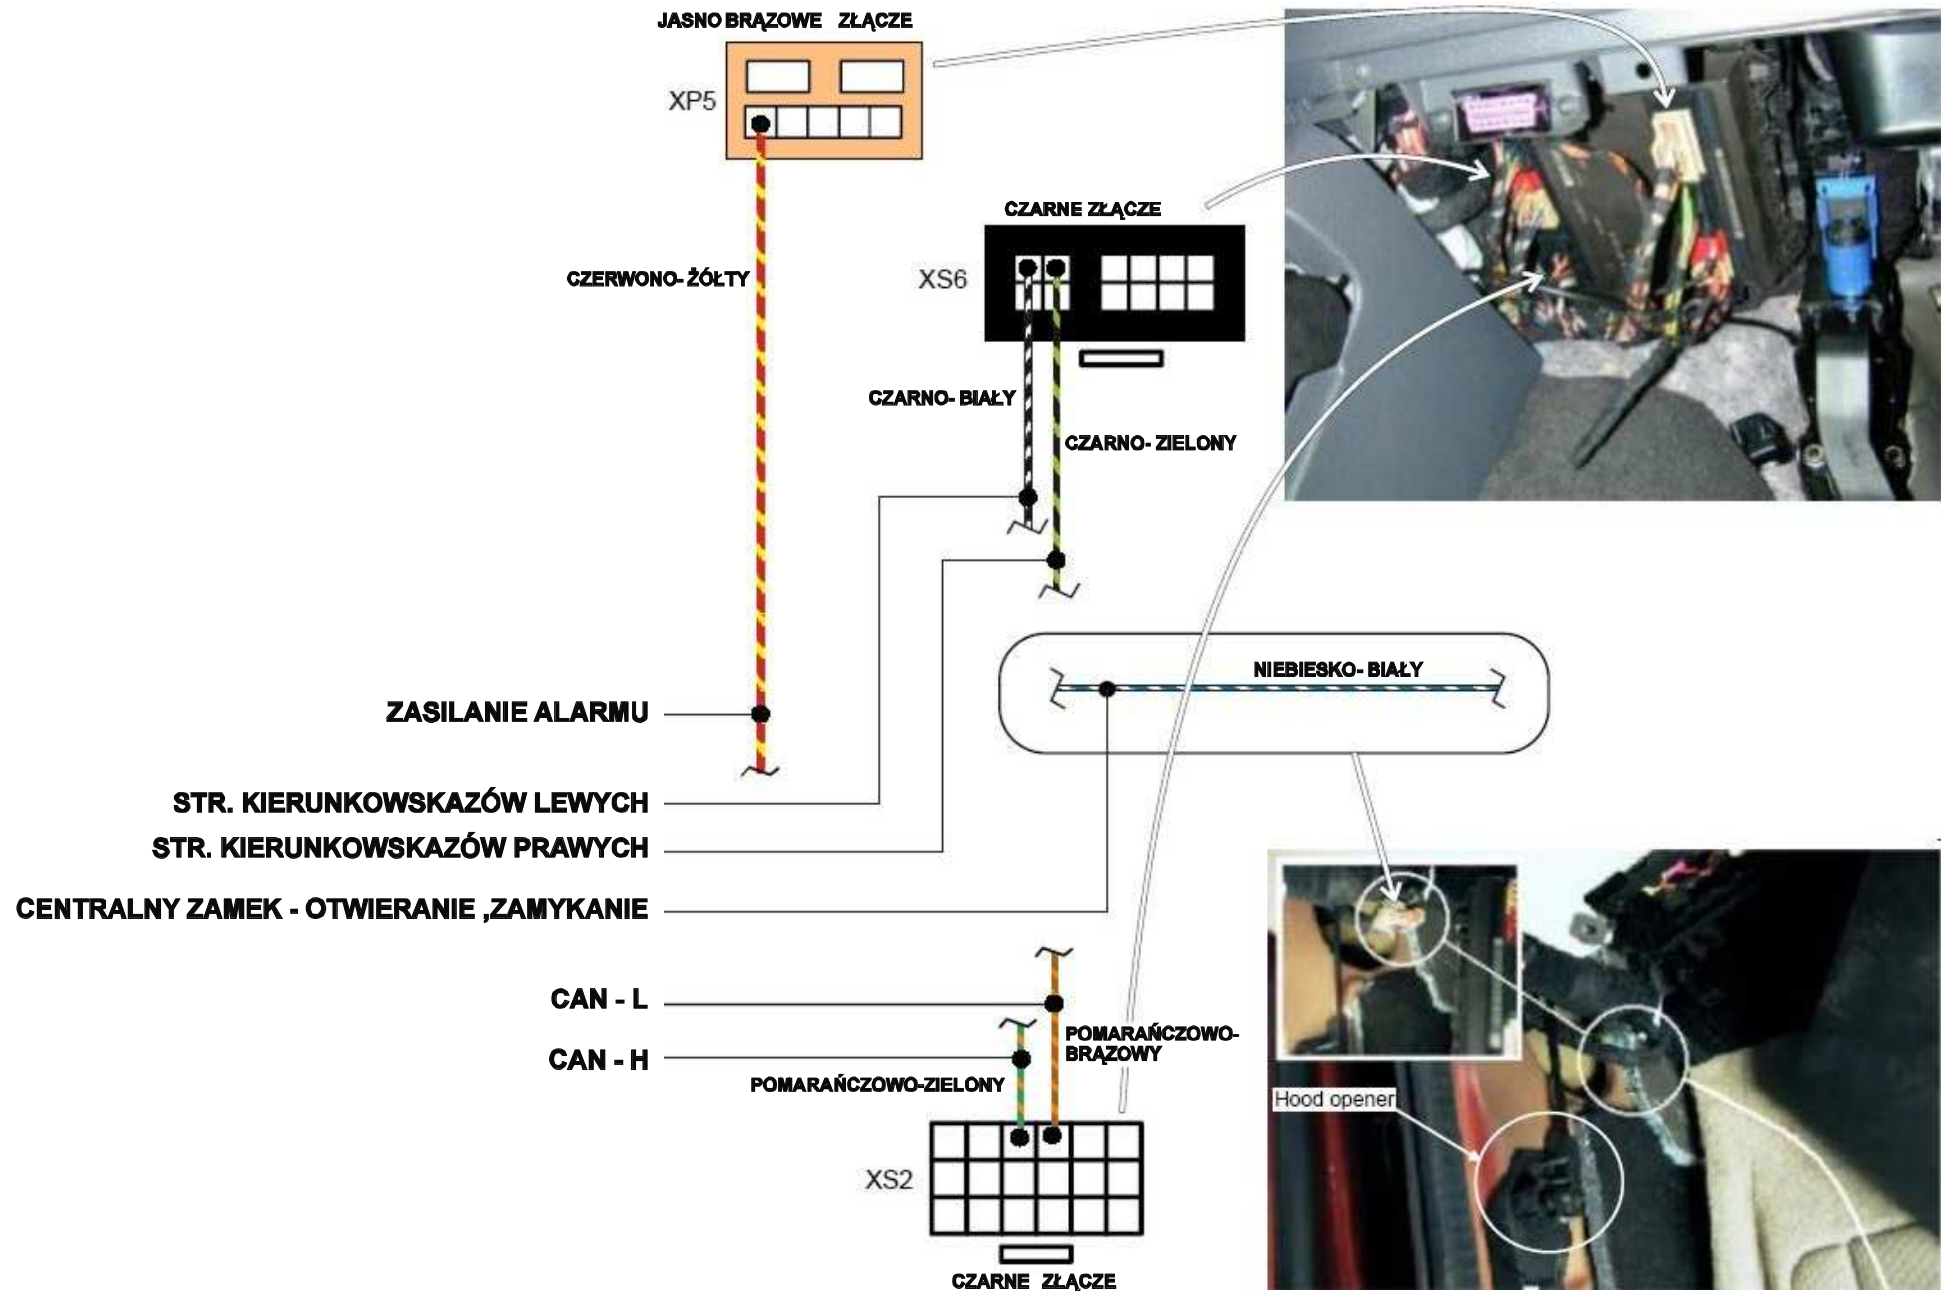 JASNO BRĄZOWE ZŁĄCZE
XP5
CZARNE ZŁĄCZE
XS6
CZERWONO- ŻÓŁTY
CZARNO- BIAŁY
CZARNO- ZIELONY
NIEBIESKO- BIAŁY
ZASILANIE ALARMU
STR. KIERUNKOWSKAZÓW LEWYCH
STR. KIERUNKOWSKAZÓW PRAWYCH
CENTRALNY ZAMEK - OTWIERANIE ,ZAMYKANIE
CAN - L
CAN - H
POMARAŃCZOWO-
BRĄZOWY
POMARAŃCZOWO-ZIELONY
Hood opener
XS2
CZARNE ZŁĄCZE